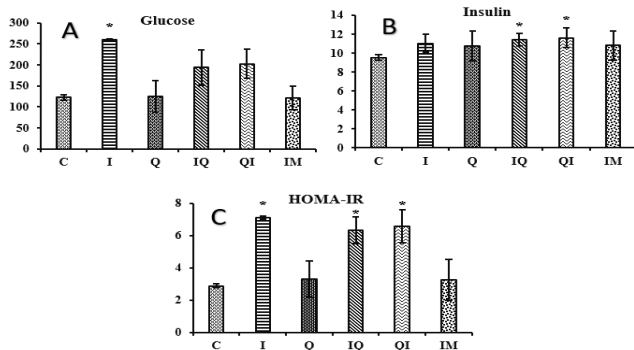 A
Glucose
*
300
250
200
150
100
50
0
C I Q IQ QI IM
B
Insulin
* *
14
12
10
8
6
4
2
0
C I Q IQ QI IM
C
HOMA-IR
* * *
8
6
4
2
0
C I Q IQ QI IM